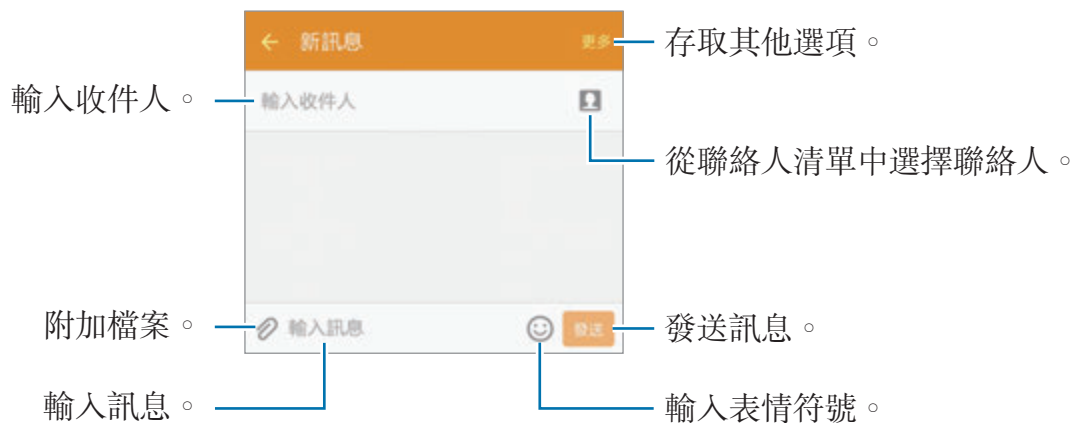 新訊息
更多
存取其他選項。
輸入收件人。
輸入收件人
從聯絡人清單中選擇聯絡人。
附加檔案。
輸入訊息
發送
發送訊息。
輸入訊息。
輸入表情符號。